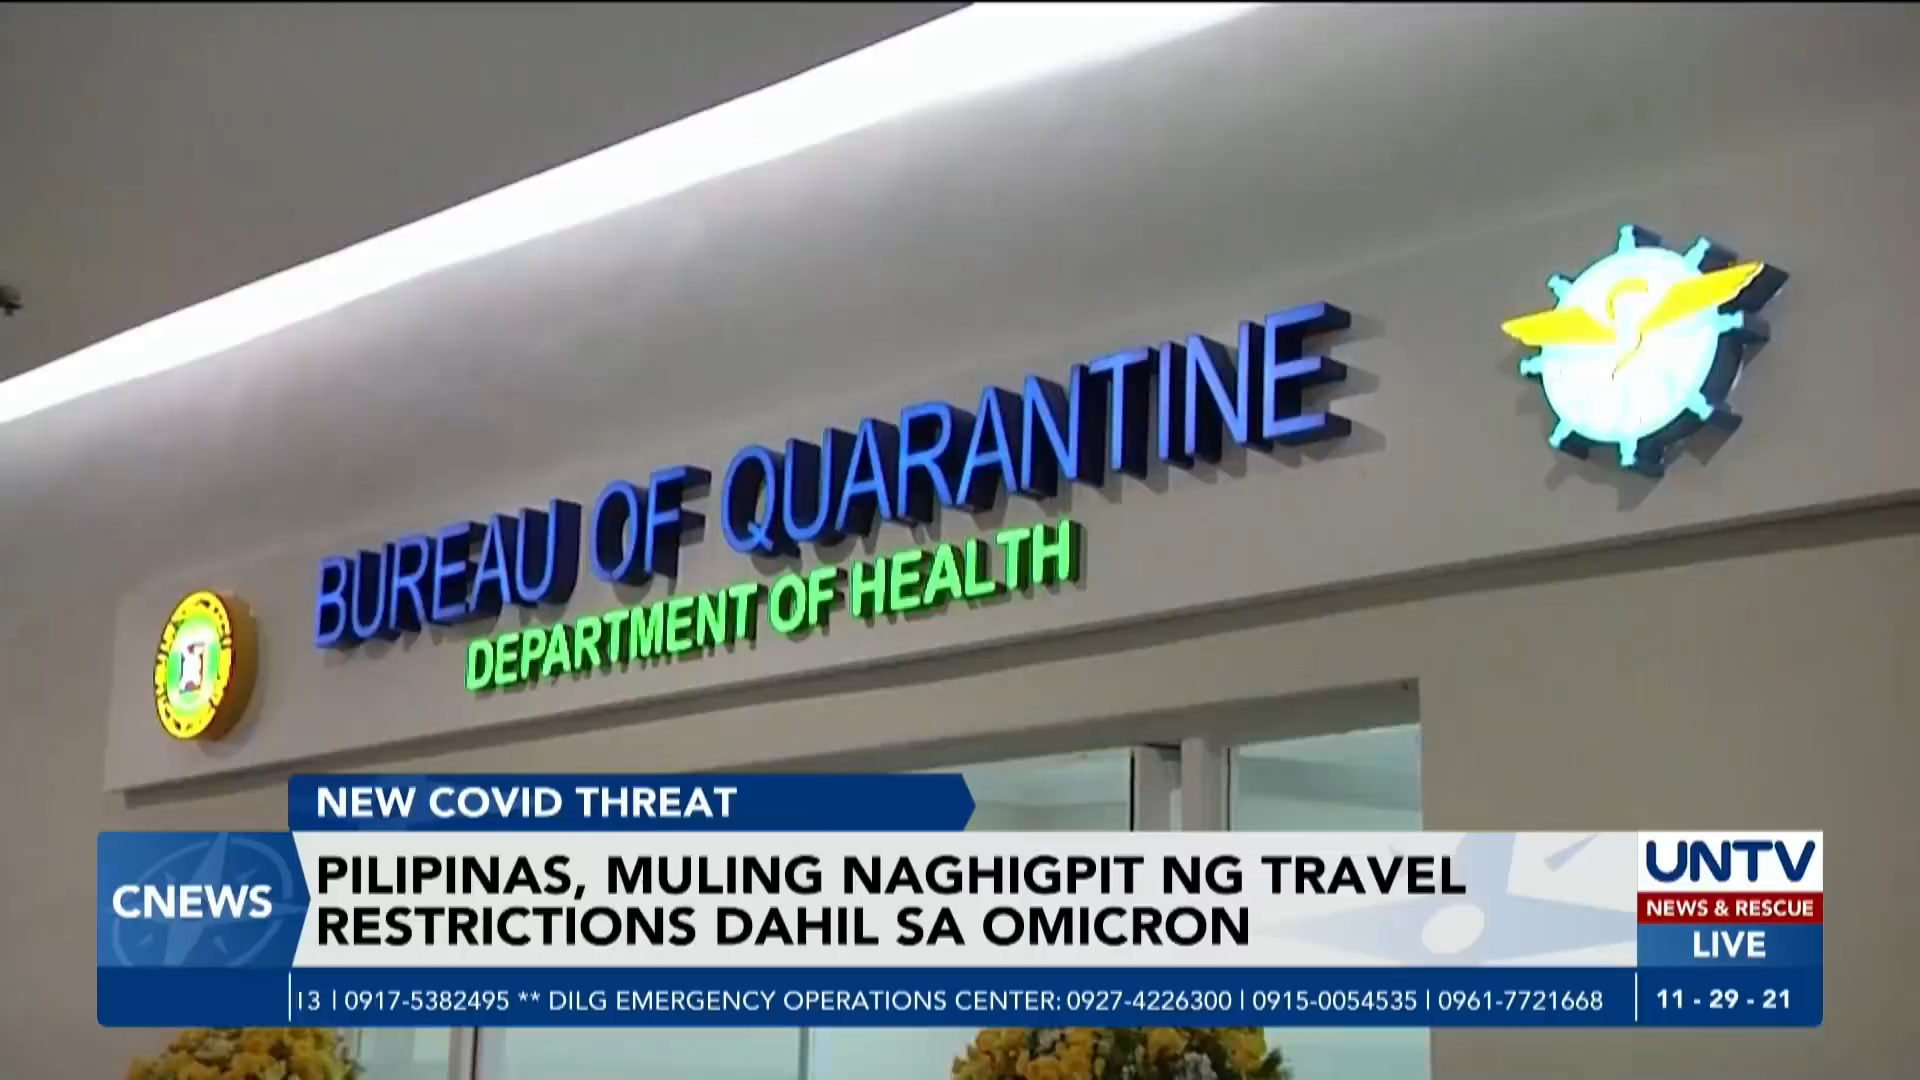 BUREAU OF QUARANTINE
DEPARTMENT OF HEALTH
NEW COVID THREAT
CNEWS
PILIPINAS, MULING NAGHIGPIT NG TRAVEL
RESTRICTIONS DAHIL SA OMICRON
UNTV
NEWS & RESCUE
LIVE
13 | 0917-5382495 ** DILG EMERGENCY OPERATIONS CENTER: 0927-4226300 | 0915-0054535 | 0961-7721668
11 - 29 - 21